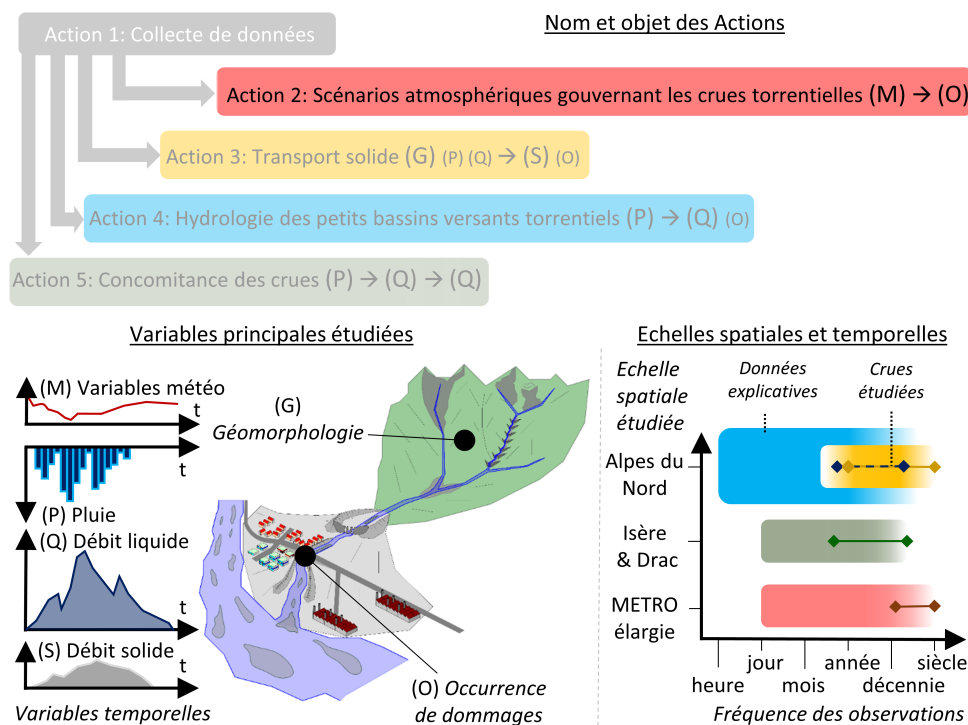 Nom et objet des Actions
Action 1: Collecte de données
Action 2: Scénarios atmosphériques gouvernant les crues torrentielles (M) → (O)
Action 3: Transport solide (G) (P) (Q) → (S) (O)
Action 4: Hydrologie des petits bassins versants torrentiels (P) → (Q) (O)
Action 5: Concomitance des crues (P) → (Q) → (Q)
Variables principales étudiées
(M) Variables météo
t
t
(P) Pluie
(Q) Débit liquide
t
(S) Débit solide
t
Variables temporelles
(G)
Géomorphologie
(O) Occurrence
de dommages
Echelles spatiales et temporelles
Echelle
spatiale
étudiée
Données
explicatives
Crues
étudiées
Alpes du
Nord
Isère
& Drac
METRO
élargie
jour
année
siècle
heure
mois
décennie
Fréquence des observations